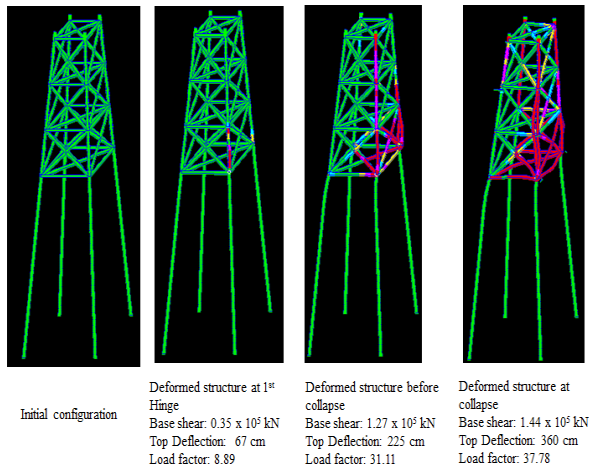 Initial configuration
Deformed structure at 1st
Hinge
Base shear: 0.35 x 10⁵ kN
Top Deflection: 67 cm
Load factor: 8.89
Deformed structure before
collapse
Base shear: 1.27 x 10⁵ kN
Top Deflection: 225 cm
Load factor: 31.11
Deformed structure at
collapse
Base shear: 1.44 x 10⁵ kN
Top Deflection: 360 cm
Load factor: 37.78